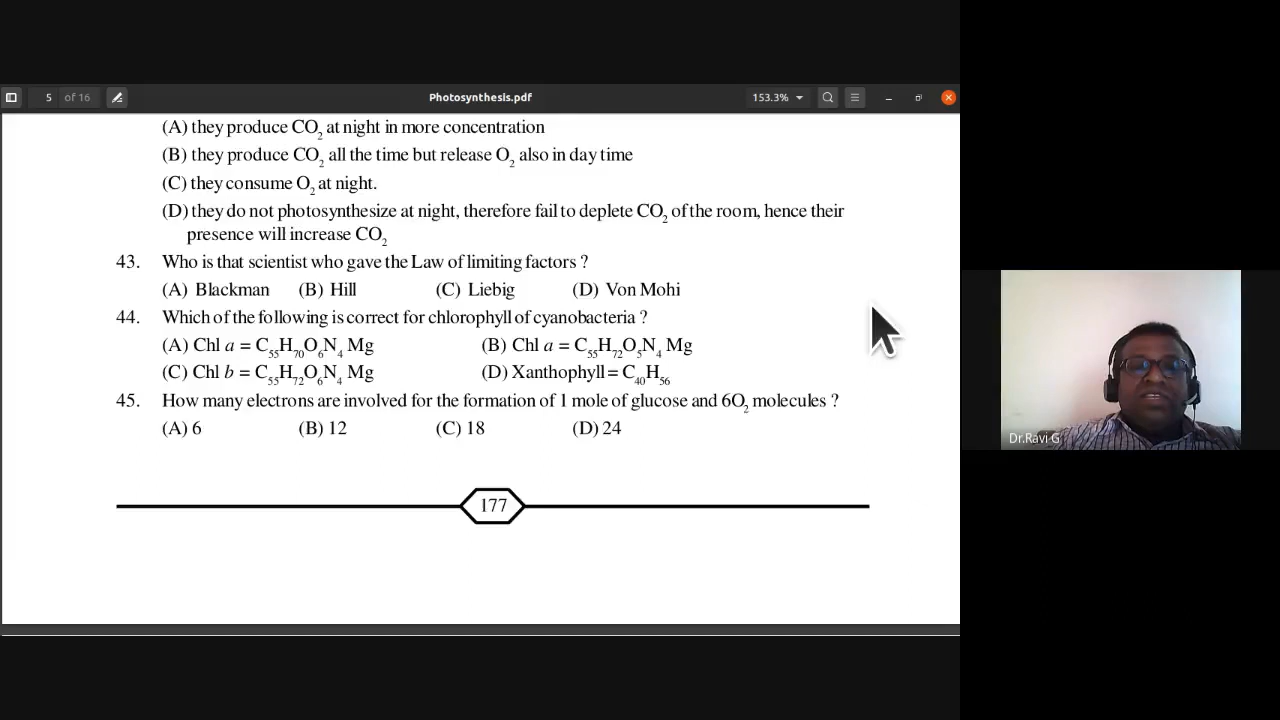 5 of 16
Photosynthesis.pdf
153.3%
(A) they produce CO₂ at night in more concentration
(B) they produce CO₂ all the time but release O₂ also in day time
(C) they consume O₂ at night.
(D) they do not photosynthesize at night, therefore fail to deplete CO₂ of the room, hence their
presence will increase CO₂
43. Who is that scientist who gave the Law of limiting factors ?
(A) Blackman (B) Hill (C) Liebig (D) Von Mohi
44. Which of the following is correct for chlorophyll of cyanobacteria ?
(A) Chl a = C₅₅H₇₀O₆N₄ Mg (B) Chl a = C₅₅H₇₂O₅N₄ Mg
(C) Chl b = C₅₅H₇₂O₆N₄ Mg (D) Xanthophyll = C₄₀H₅₆
45. How many electrons are involved for the formation of 1 mole of glucose and 6O₂ molecules ?
(A) 6 (B) 12 (C) 18 (D) 24
177
Dr.Ravi G